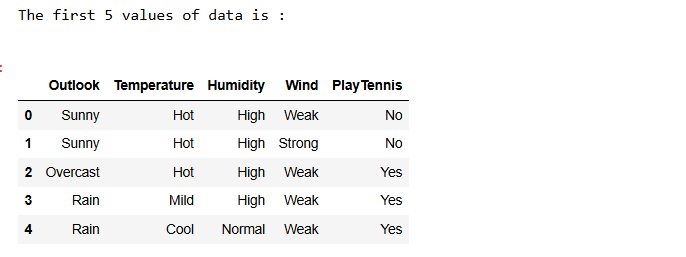 The first 5 values of data is :
Outlook Temperature Humidity Wind PlayTennis
0 Sunny Hot High Weak No
1 Sunny Hot High Strong No
2 Overcast Hot High Weak Yes
3 Rain Mild High Weak Yes
4 Rain Cool Normal Weak Yes